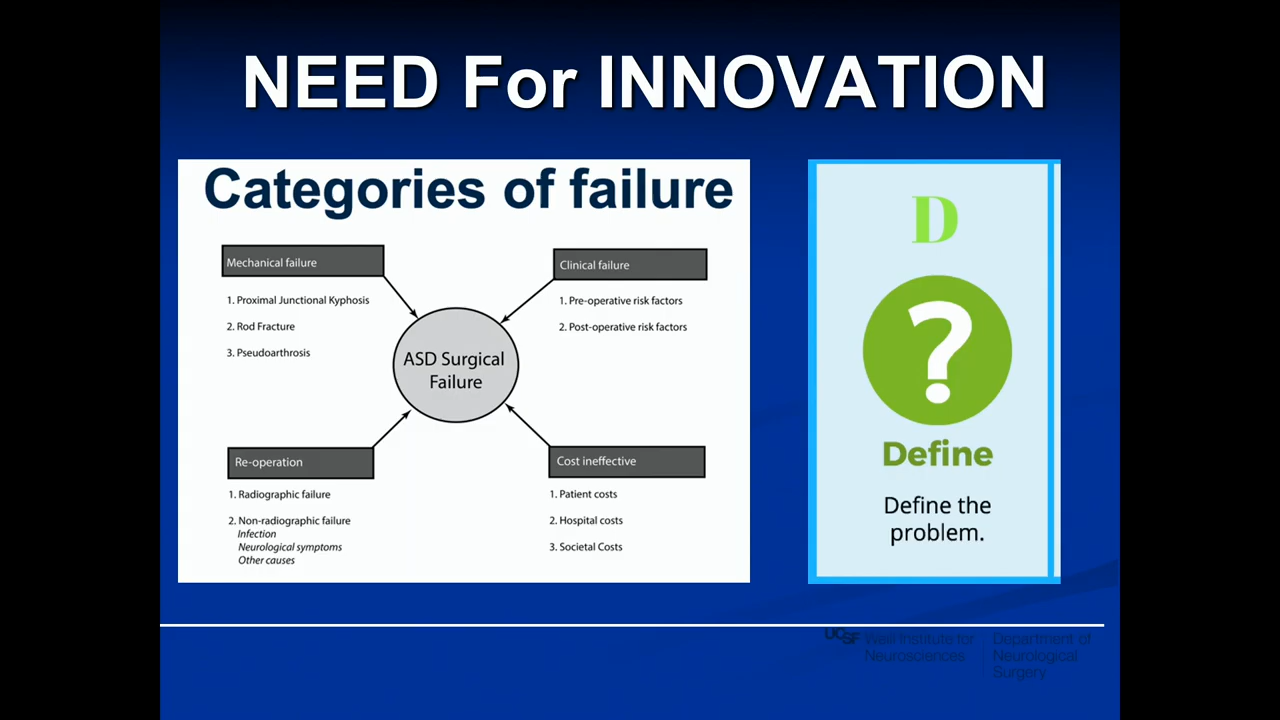 NEED For INNOVATION
Categories of failure
Mechanical failure
1. Proximal Junctional Kyphosis
2. Rod Fracture
3. Pseudoarthrosis
Clinical failure
1. Pre-operative risk factors
2. Post-operative risk factors
ASD Surgical
Failure
Re-operation
1. Radiographic failure
2. Non-radiographic failure
Infection
Neurological symptoms
Other causes
Cost ineffective
1. Patient costs
2. Hospital costs
3. Societal Costs
D
?
Define
Define the
problem.
UCSF
Weill Institute for
Neurosciences
Department of
Neurological
Surgery